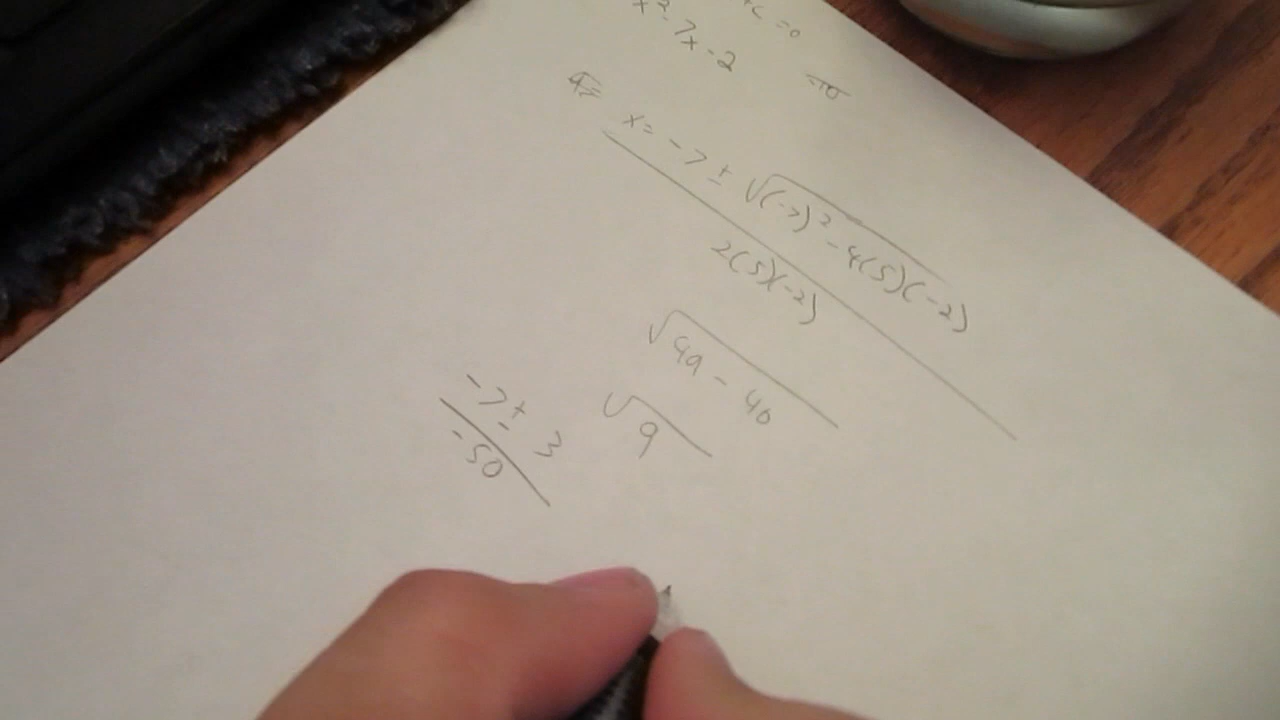 +c = 0
x² - 7x - 2
x = -7 ± √(-7)² - 4(5)(-2)
2(5)(-2)
√49 - 40
√9
-7 ± 3
-50